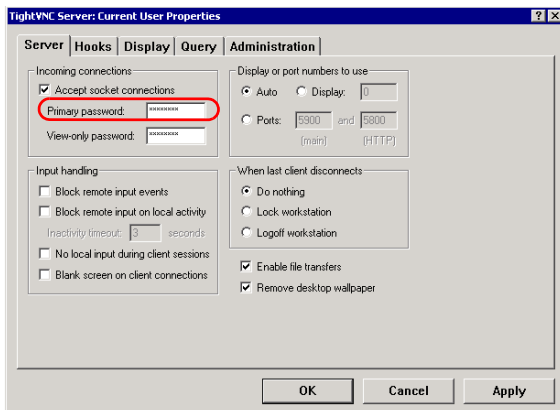 TightVNC Server: Current User Properties
Server Hooks Display Query Administration
Incoming connections
Accept socket connections
Primary password: ********
View-only password: ********
Input handling
Block remote input events
Block remote input on local activity
Inactivity timeout: 3 seconds
No local input during client sessions
Blank screen on client connections
Display or port numbers to use
Auto Display: 0
Ports: 5900 and 5800
(main) (HTTP)
When last client disconnects
Do nothing
Lock workstation
Logoff workstation
Enable file transfers
Remove desktop wallpaper
OK Cancel Apply